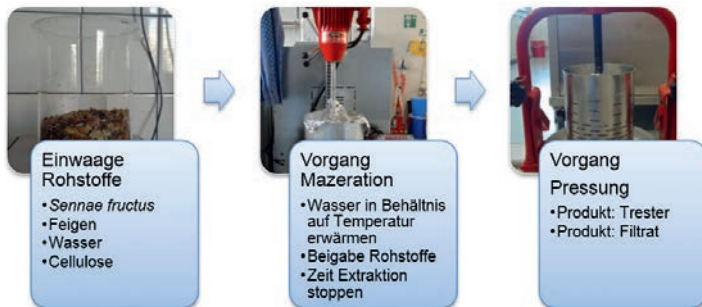 Einwaage
Rohstoffe
•Sennae fructus
•Feigen
•Wasser
•Cellulose
Vorgang
Mazeration
•Wasser in Behältnis
auf Temperatur
erwärmen
•Beigabe Rohstoffe
•Zeit Extraktion
stoppen
Vorgang
Pressung
•Produkt: Trester
•Produkt: Filtrat